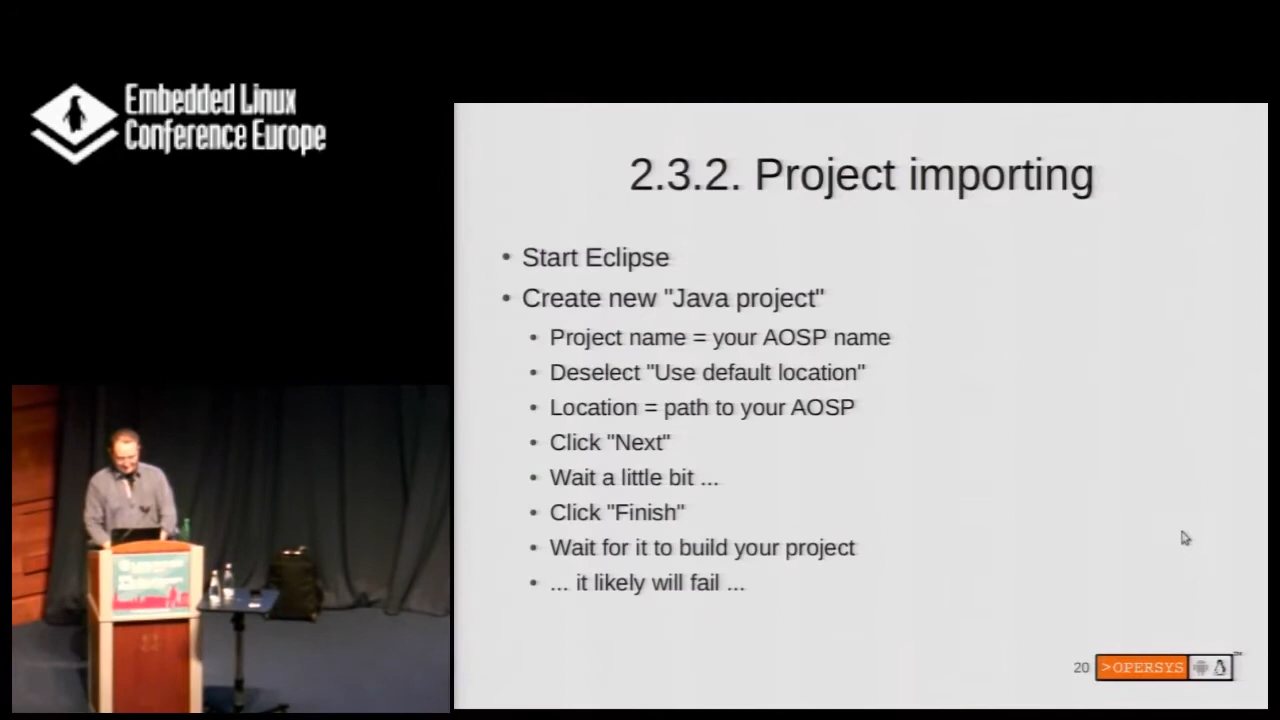 Embedded Linux
Conference Europe
2.3.2. Project importing
• Start Eclipse
• Create new "Java project"
• Project name = your AOSP name
• Deselect "Use default location"
• Location = path to your AOSP
• Click "Next"
• Wait a little bit ...
• Click "Finish"
• Wait for it to build your project
• ... it likely will fail ...
20
>OPERSYS
™